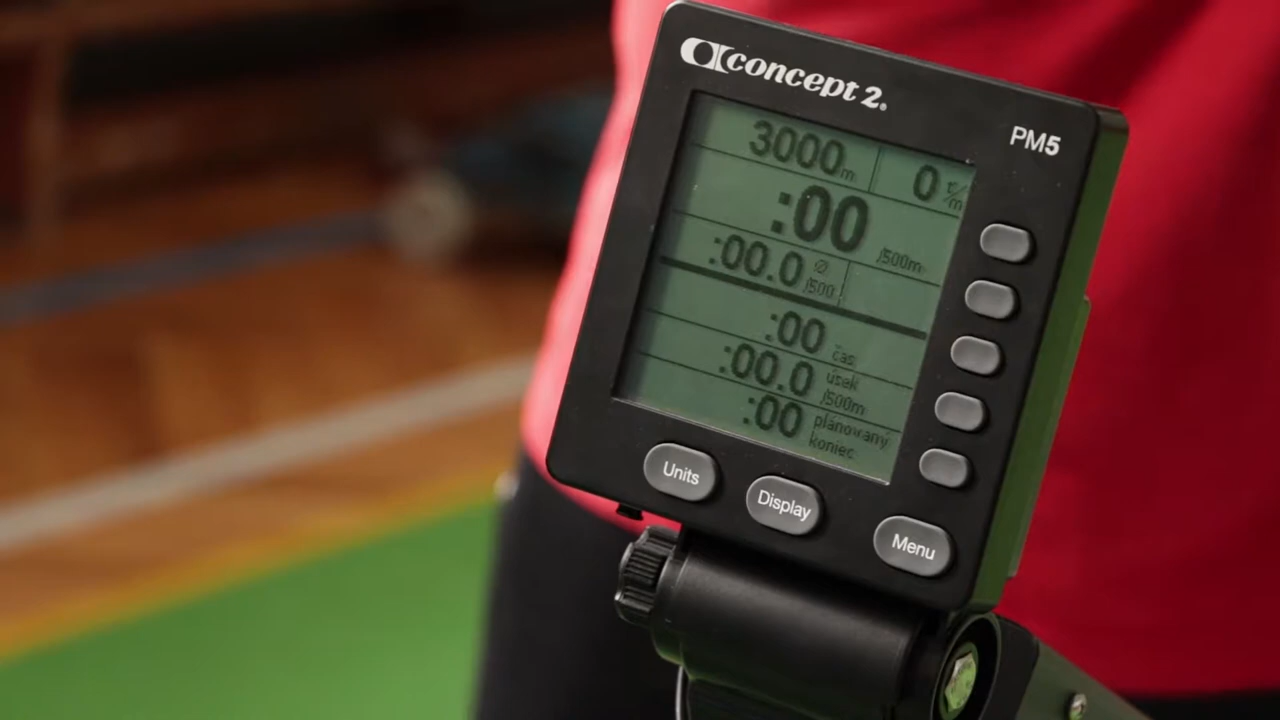 concept 2.
PM5
3000m 0 r/m
:00 /500m
:00.0 Ø /500
:00 čas
:00.0 úsek /500m
:00 plánovaný koniec
Units
Display
Menu